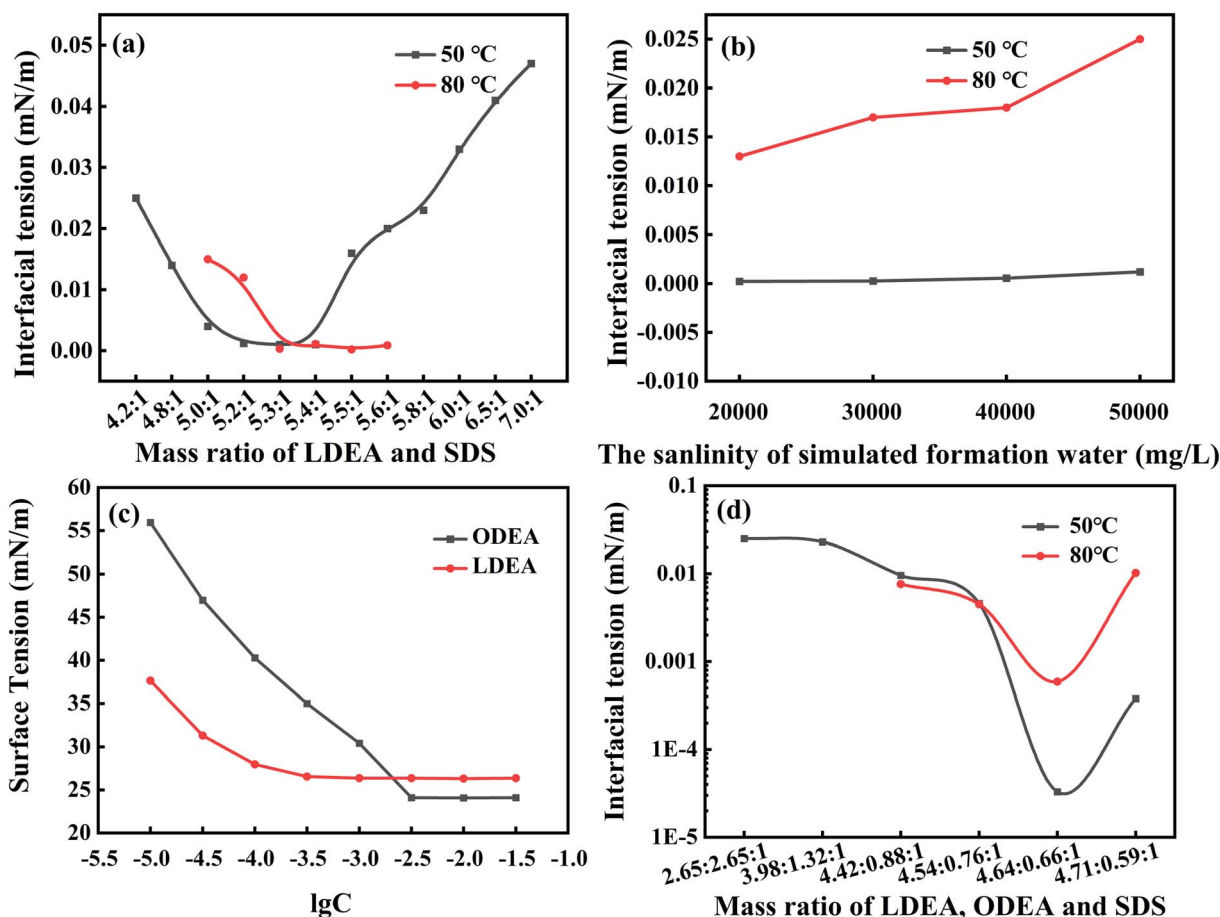 (a)
50 °C
80 °C
Interfacial tension (mN/m)
0.05
0.04
0.03
0.02
0.01
0.00
4.2:1
4.8:1
5.0:1
5.2:1
5.3:1
5.4:1
5.5:1
5.6:1
5.8:1
6.0:1
6.5:1
7.0:1
Mass ratio of LDEA and SDS
(b)
50 °C
80 °C
Interfacial tension (mN/m)
0.025
0.020
0.015
0.010
0.005
0.000
-0.005
-0.010
20000
30000
40000
50000
The sanlinity of simulated formation water (mg/L)
(c)
ODEA
LDEA
Surface Tension (mN/m)
60
55
50
45
40
35
30
25
20
-5.5
-5.0
-4.5
-4.0
-3.5
-3.0
-2.5
-2.0
-1.5
-1.0
lgC
(d)
50°C
80°C
Interfacial tension (mN/m)
0.1
0.01
0.001
1E-4
1E-5
2.65:2.65:1
3.98:1.32:1
4.42:0.88:1
4.54:0.76:1
4.64:0.66:1
4.71:0.59:1
Mass ratio of LDEA, ODEA and SDS